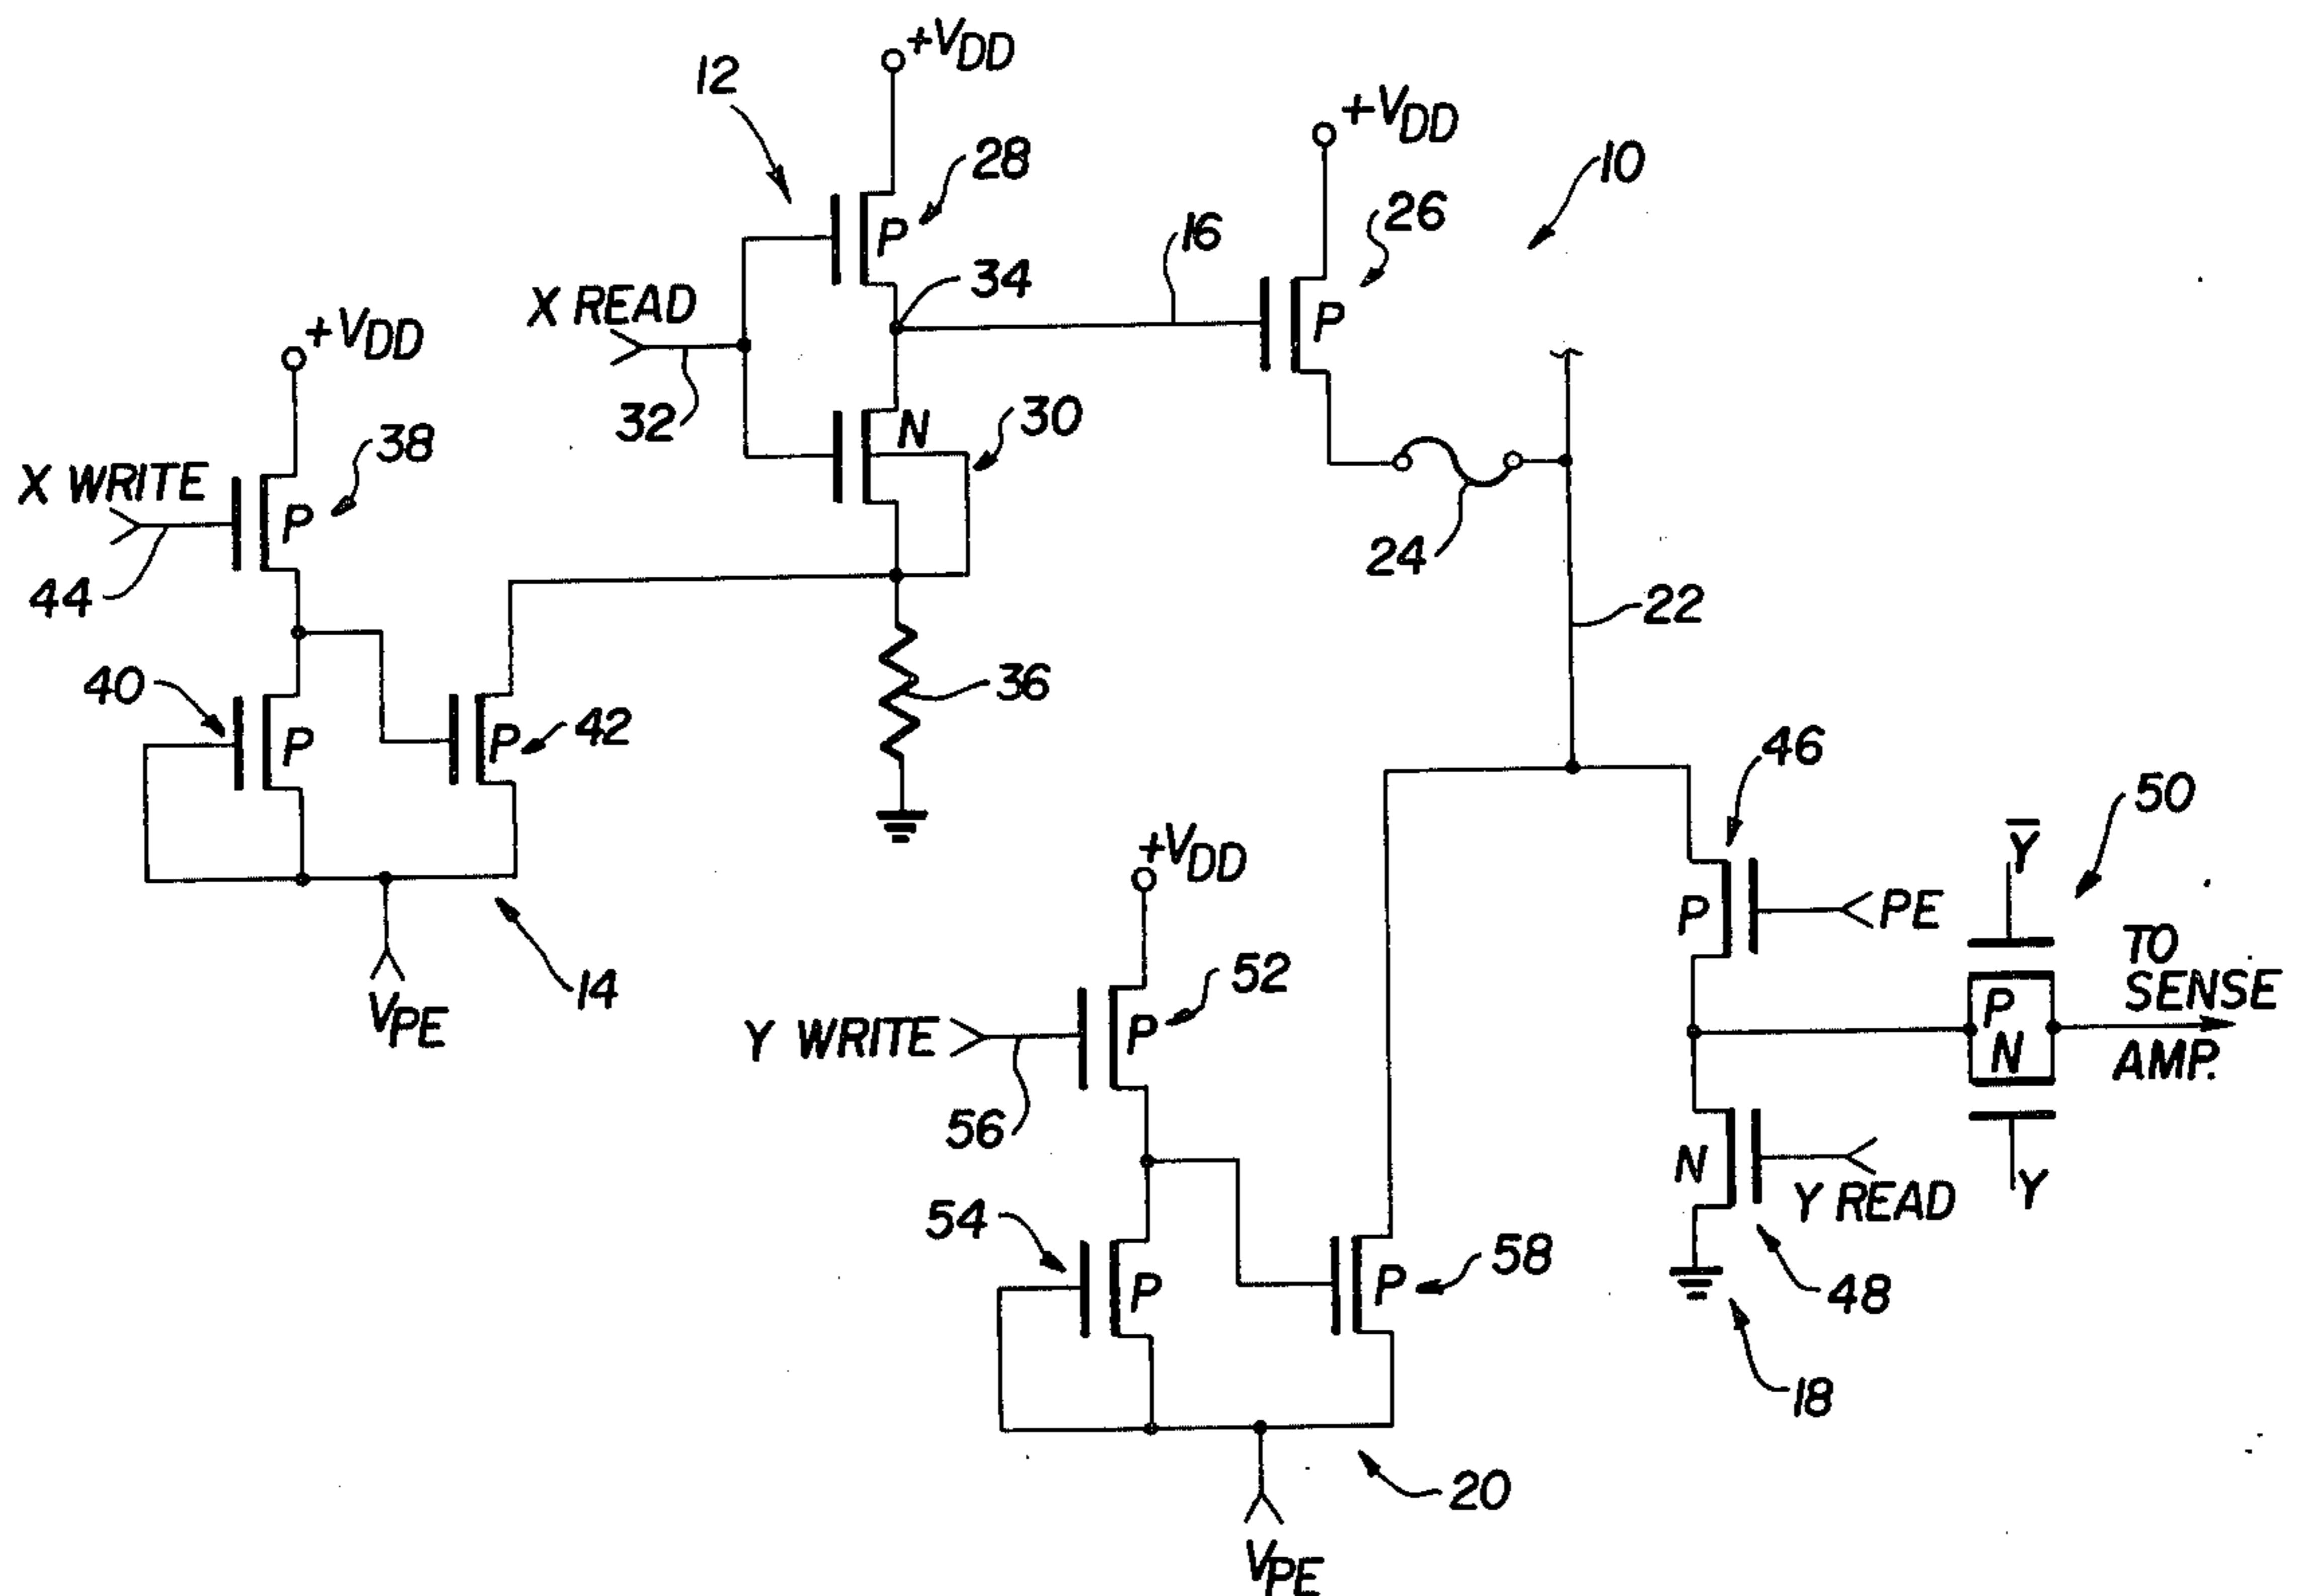 +VDD
12
+VDD
28
10
26
P
16
34
X READ
P
+VDD
32
N
30
38
X WRITE
P
24
44
22
36
40
P
P
42
46
50
+VDD
Y̅
P
PE
TO
SENSE
AMP.
52
14
VPE
P
N
Y WRITE
P
56
N
Y
Y READ
54
58
P
P
48
18
20
VPE